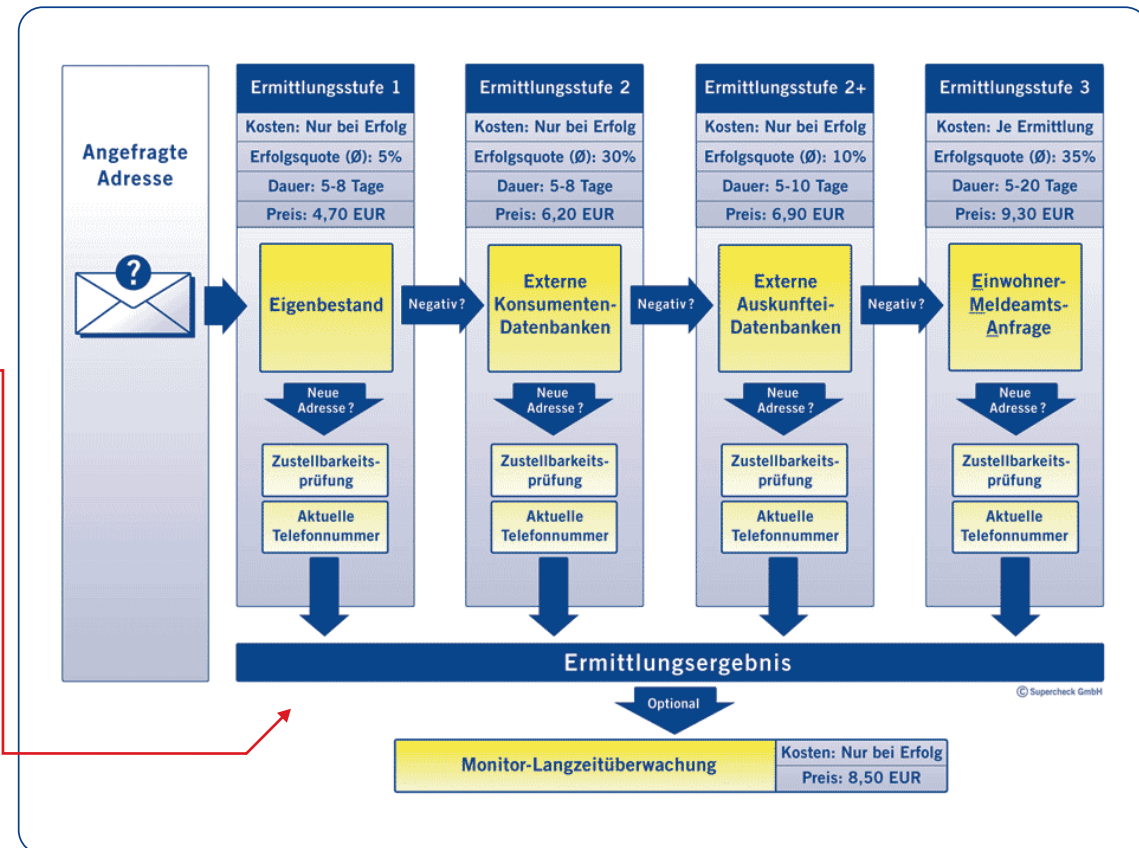 Angefragte
Adresse
?
Ermittlungsstufe 1
Kosten: Nur bei Erfolg
Erfolgsquote (Ø): 5%
Dauer: 5-8 Tage
Preis: 4,70 EUR
Eigenbestand
Negativ?
Neue
Adresse?
Zustellbarkeits-
prüfung
Aktuelle
Telefonnummer
Ermittlungsstufe 2
Kosten: Nur bei Erfolg
Erfolgsquote (Ø): 30%
Dauer: 5-8 Tage
Preis: 6,20 EUR
Externe
Konsumenten-
Datenbanken
Negativ?
Neue
Adresse?
Zustellbarkeits-
prüfung
Aktuelle
Telefonnummer
Ermittlungsstufe 2+
Kosten: Nur bei Erfolg
Erfolgsquote (Ø): 10%
Dauer: 5-10 Tage
Preis: 6,90 EUR
Externe
Auskunftei-
Datenbanken
Negativ?
Neue
Adresse?
Zustellbarkeits-
prüfung
Aktuelle
Telefonnummer
Ermittlungsstufe 3
Kosten: Je Ermittlung
Erfolgsquote (Ø): 35%
Dauer: 5-20 Tage
Preis: 9,30 EUR
Einwohner-
Meldeamts-
Anfrage
Neue
Adresse?
Zustellbarkeits-
prüfung
Aktuelle
Telefonnummer
Ermittlungsergebnis
© Supercheck GmbH
Optional
Monitor-Langzeitüberwachung
Kosten: Nur bei Erfolg
Preis: 8,50 EUR